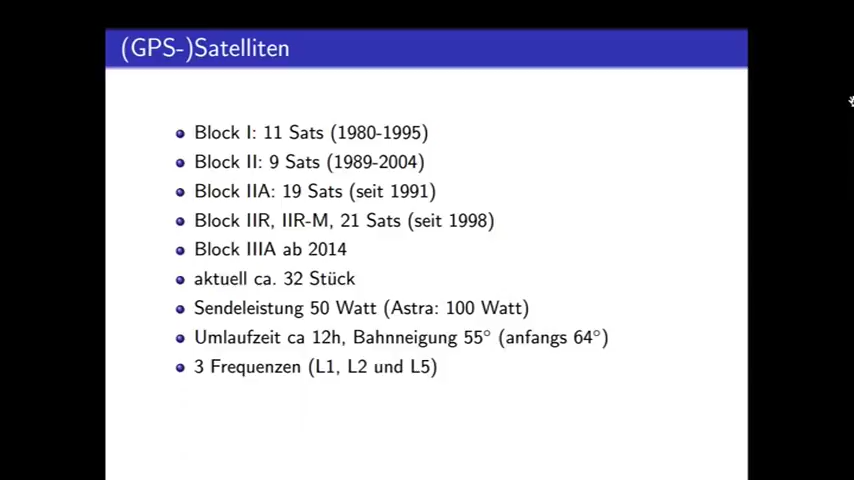 (GPS-)Satelliten
Block I: 11 Sats (1980-1995)
Block II: 9 Sats (1989-2004)
Block IIA: 19 Sats (seit 1991)
Block IIR, IIR-M, 21 Sats (seit 1998)
Block IIIA ab 2014
aktuell ca. 32 Stück
Sendeleistung 50 Watt (Astra: 100 Watt)
Umlaufzeit ca 12h, Bahnneigung 55° (anfangs 64°)
3 Frequenzen (L1, L2 und L5)